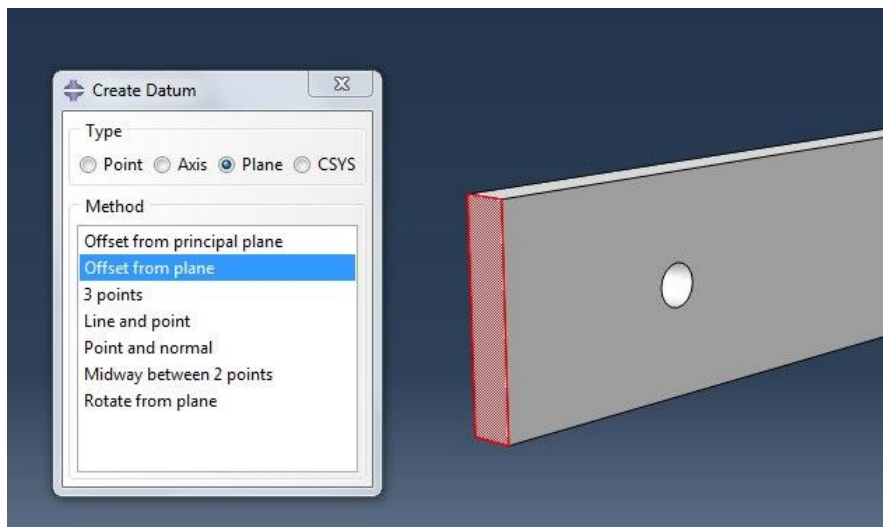 Create Datum
Type
Point Axis Plane CSYS
Method
Offset from principal plane
Offset from plane
3 points
Line and point
Point and normal
Midway between 2 points
Rotate from plane